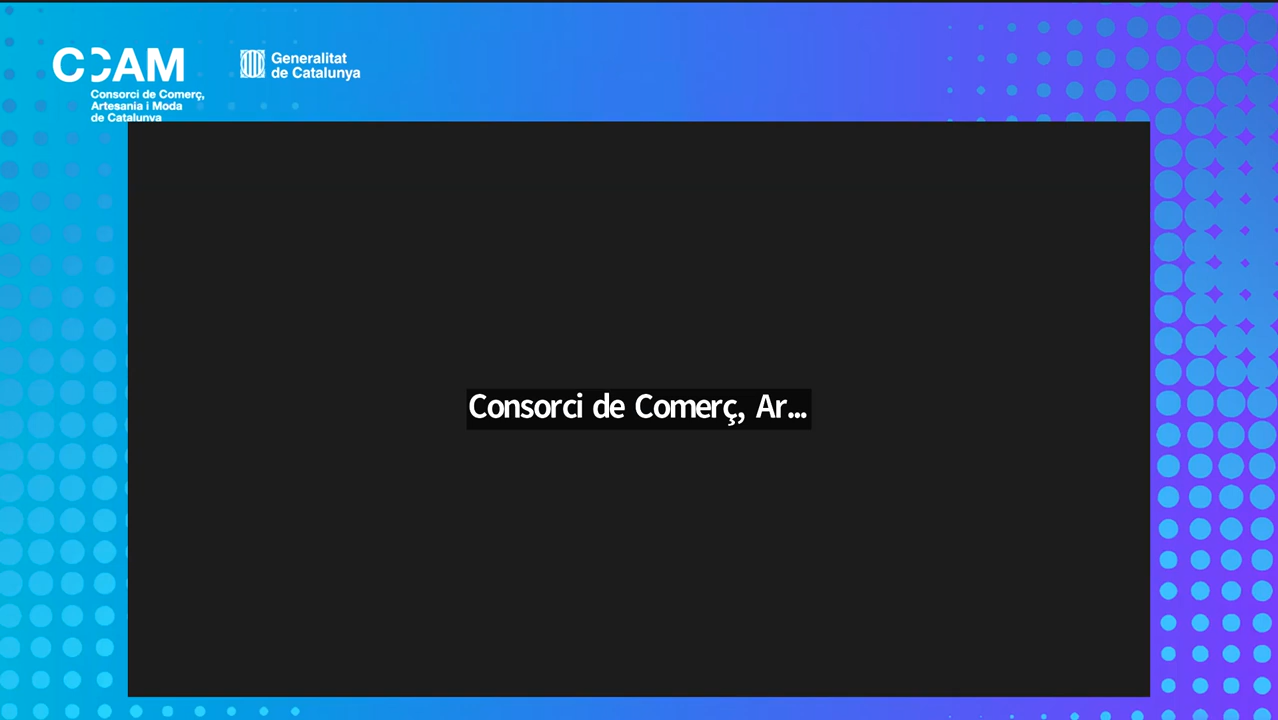 CCAM
Consorci de Comerç,
Artesania i Moda
de Catalunya
Generalitat
de Catalunya
Consorci de Comerç, Ar...